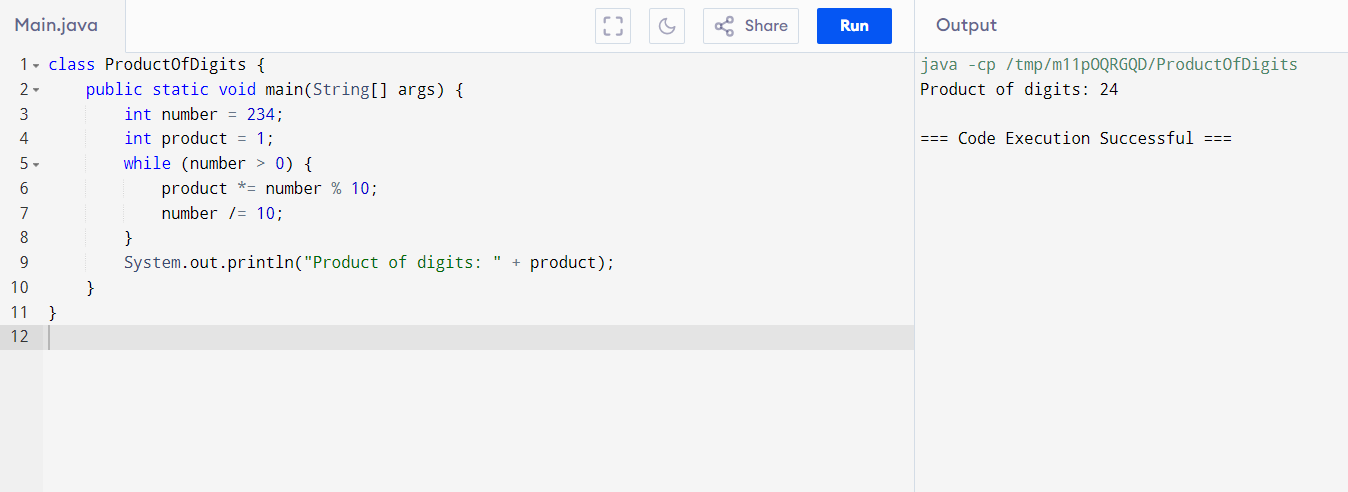 Main.java
Share
Run
Output
1 class ProductOfDigits {
2     public static void main(String[] args) {
3         int number = 234;
4         int product = 1;
5         while (number > 0) {
6             product *= number % 10;
7             number /= 10;
8         }
9         System.out.println("Product of digits: " + product);
10     }
11 }
12
java -cp /tmp/m11pOQRGQD/ProductOfDigits
Product of digits: 24
=== Code Execution Successful ===